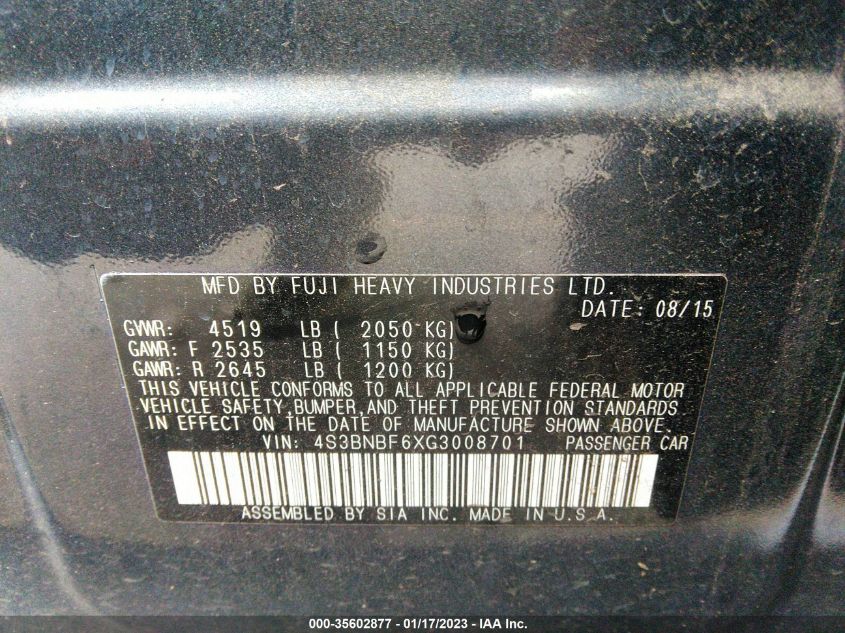 MFD BY FUJI HEAVY INDUSTRIES LTD.
DATE: 08/15
GVWR: 4519 LB ( 2050 KG)
GAWR: F 2535 LB ( 1150 KG)
GAWR: R 2645 LB ( 1200 KG)
THIS VEHICLE CONFORMS TO ALL APPLICABLE FEDERAL MOTOR
VEHICLE SAFETY,BUMPER,AND THEFT PREVENTION STANDARDS
IN EFFECT ON THE DATE OF MANUFACTURE SHOWN ABOVE.
VIN: 4S3BNBF6XG3008701 PASSENGER CAR
ASSEMBLED BY SIA INC. MADE IN U.S.A.
000-35602877 - 01/17/2023 - IAA Inc.